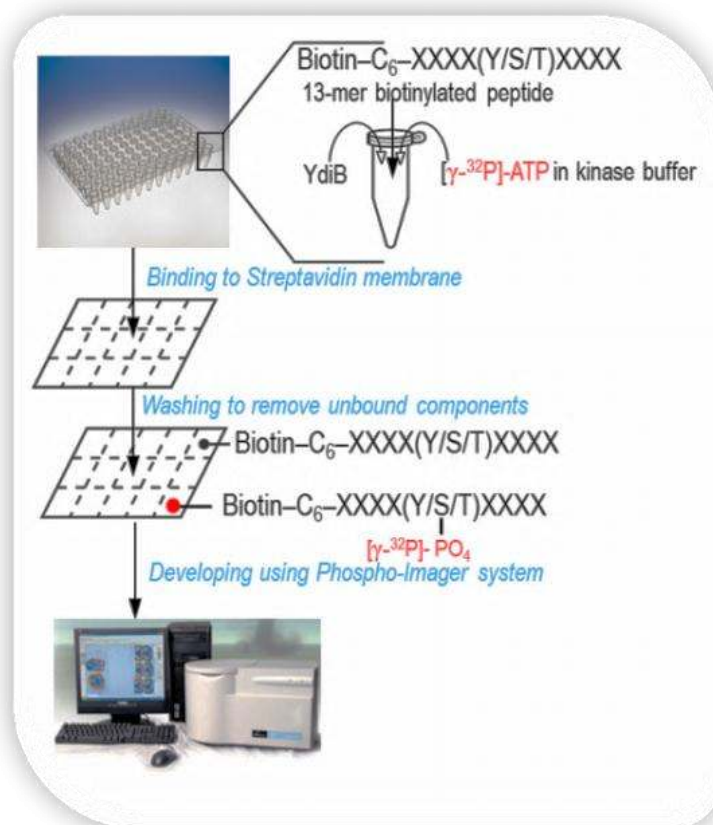 Biotin–C₆–XXXX(Y/S/T)XXXX
13-mer biotinylated peptide
YdiB
[γ-³²P]-ATP in kinase buffer
Binding to Streptavidin membrane
Washing to remove unbound components
Biotin–C₆–XXXX(Y/S/T)XXXX
Biotin–C₆–XXXX(Y/S/T)XXXX
[γ-³²P]- PO₄
Developing using Phospho-Imager system